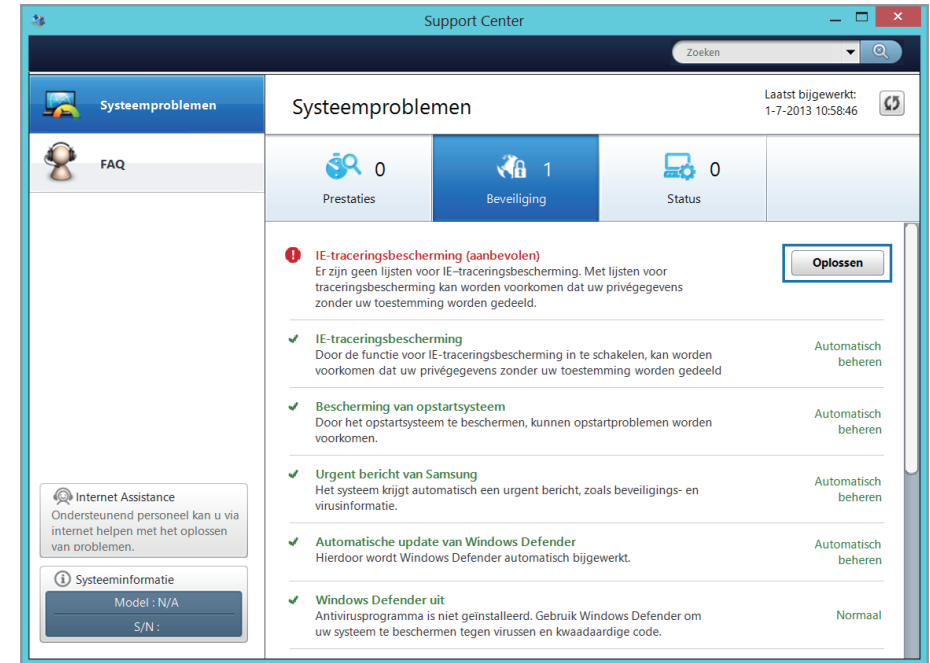 Support Center
Zoeken
Systeemproblemen
FAQ
Systeemproblemen
Laatst bijgewerkt:
1-7-2013 10:58:46
0
Prestaties
1
Beveiliging
0
Status
IE-traceringsbescherming (aanbevolen)
Er zijn geen lijsten voor IE–traceringsbescherming. Met lijsten voor
traceringsbescherming kan worden voorkomen dat uw privégegevens
zonder uw toestemming worden gedeeld.
Oplossen
IE-traceringsbescherming
Door de functie voor IE-traceringsbescherming in te schakelen, kan worden
voorkomen dat uw privégegevens zonder uw toestemming worden gedeeld
Automatisch
beheren
Bescherming van opstartsysteem
Door het opstartsysteem te beschermen, kunnen opstartproblemen worden
voorkomen.
Automatisch
beheren
Urgent bericht van Samsung
Het systeem krijgt automatisch een urgent bericht, zoals beveiligings- en
virusinformatie.
Automatisch
beheren
Automatische update van Windows Defender
Hierdoor wordt Windows Defender automatisch bijgewerkt.
Automatisch
beheren
Windows Defender uit
Antivirusprogramma is niet geïnstalleerd. Gebruik Windows Defender om
uw systeem te beschermen tegen virussen en kwaadaardige code.
Normaal
Internet Assistance
Ondersteunend personeel kan u via
internet helpen met het oplossen
van problemen.
Systeeminformatie
Model : N/A
S/N :